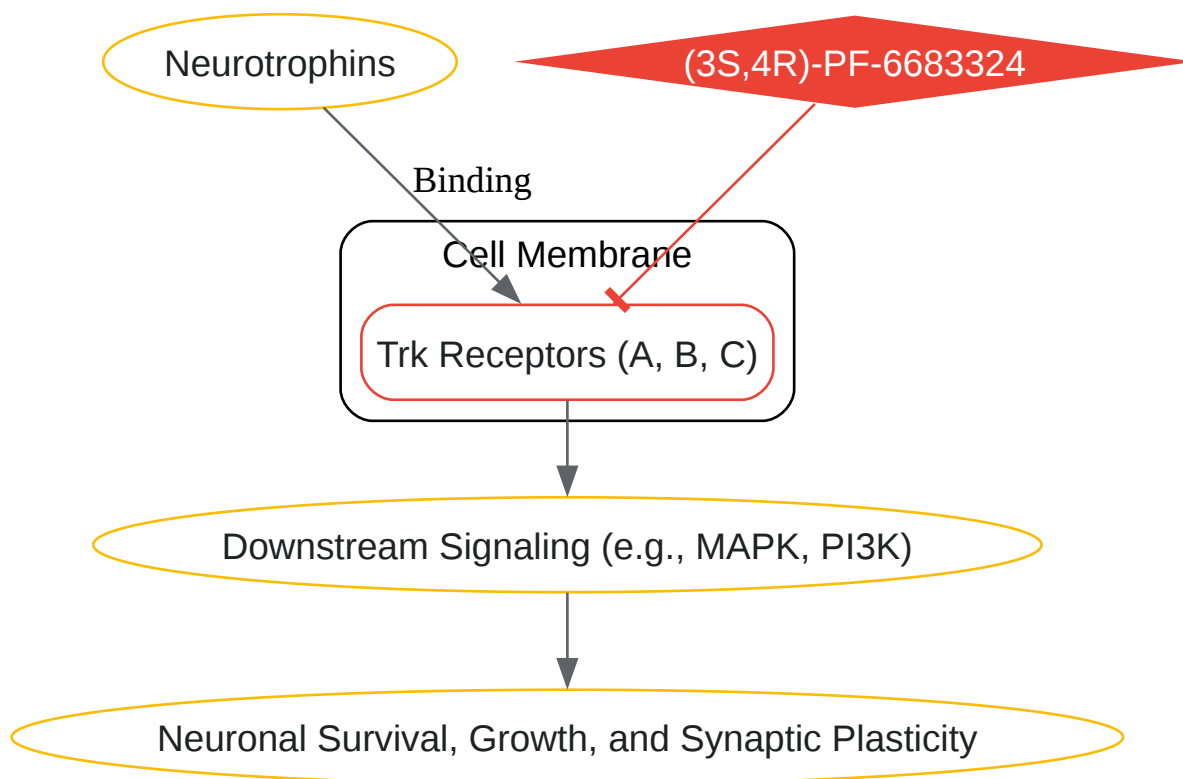 Neurotrophins
(3S,4R)-PF-6683324
Binding
Cell Membrane
Trk Receptors (A, B, C)
Downstream Signaling (e.g., MAPK, PI3K)
Neuronal Survival, Growth, and Synaptic Plasticity